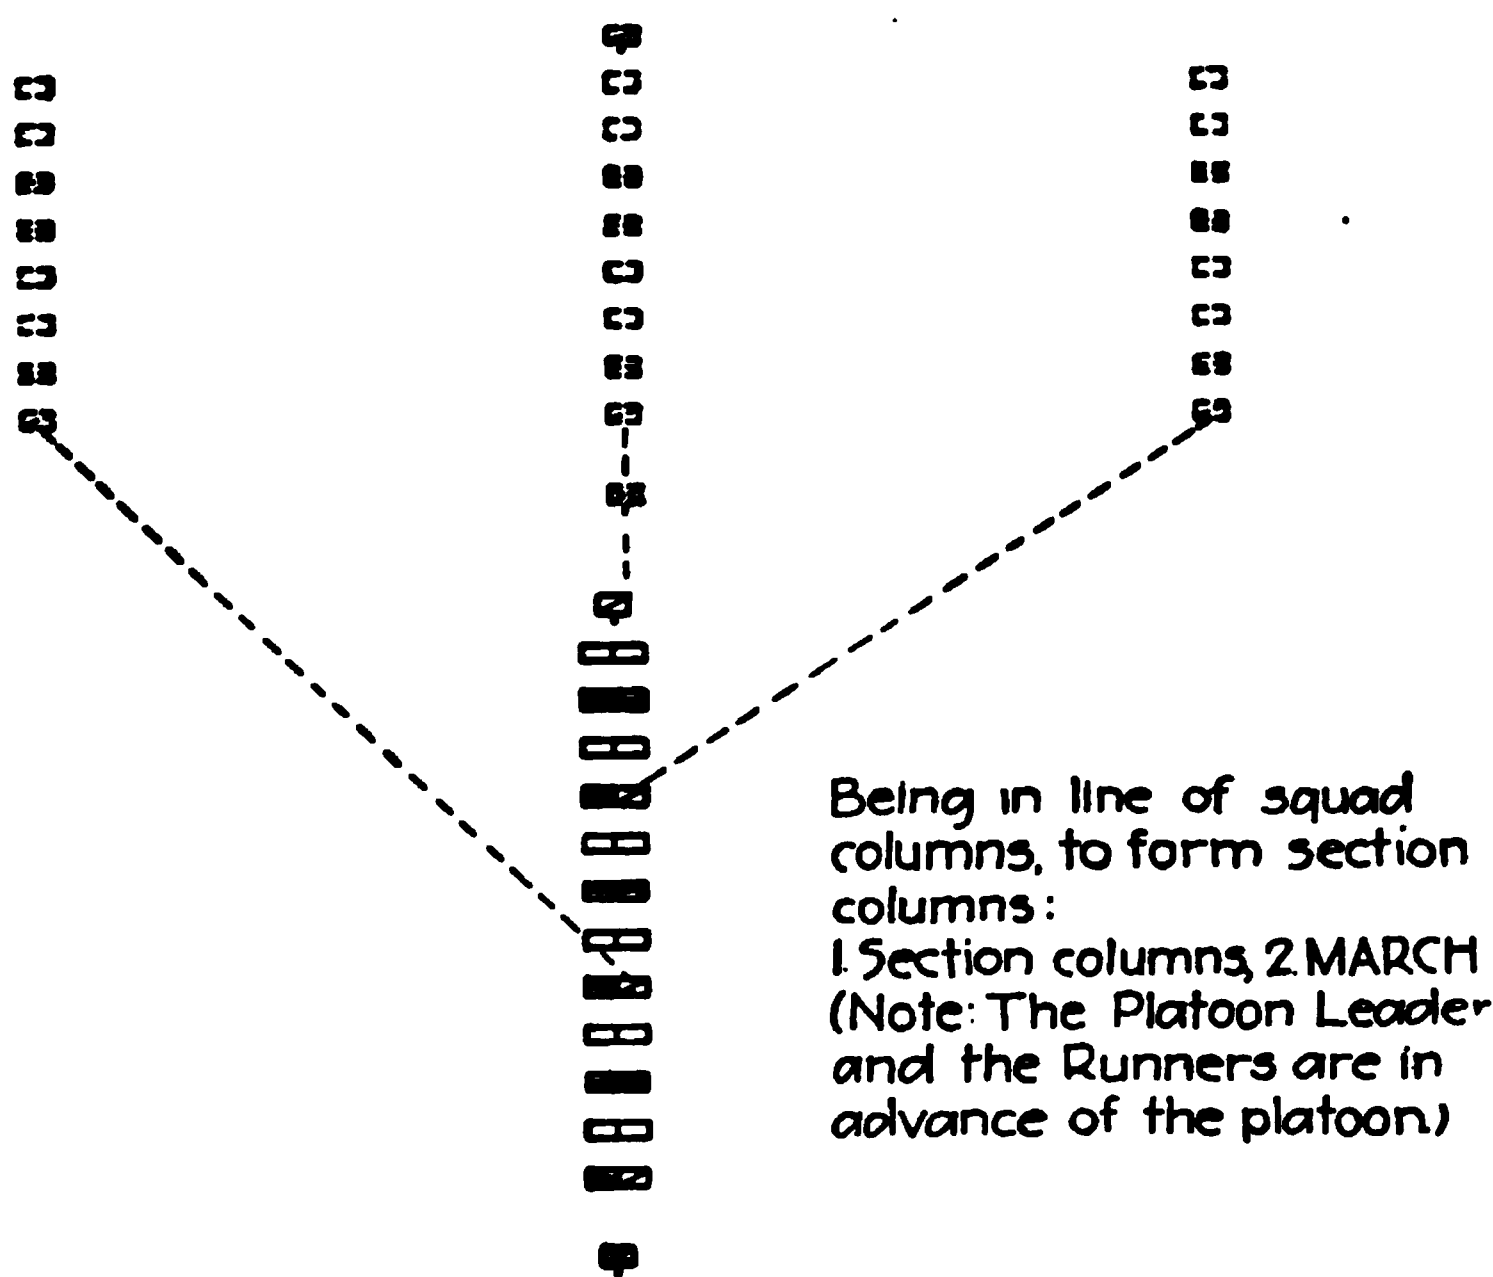 Being in line of squad
columns, to form section
columns:
1. Section columns, 2. MARCH
(Note: The Platoon Leader
and the Runners are in
advance of the platoon.)